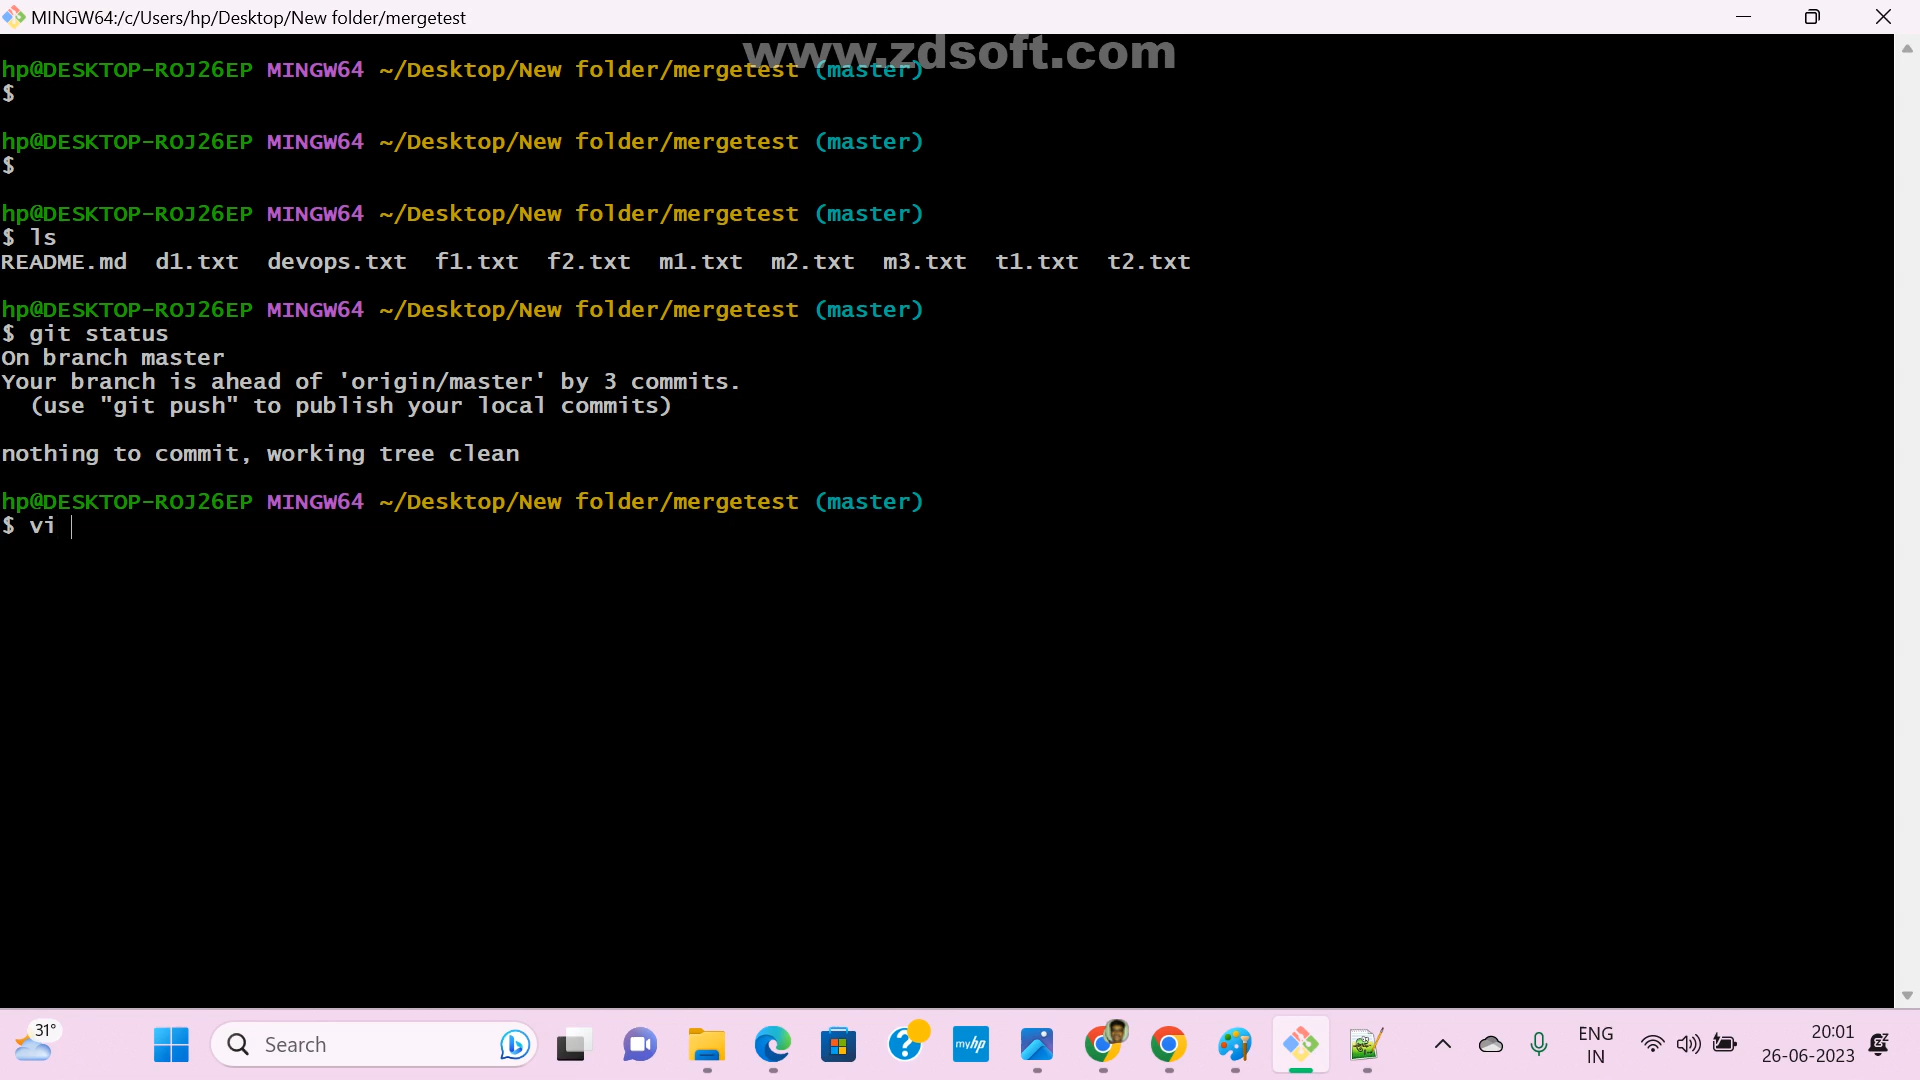 MINGW64:/c/Users/hp/Desktop/New folder/mergetest
www.zdsoft.com
hp@DESKTOP-ROJ26EP MINGW64 ~/Desktop/New folder/mergetest (master)
$
hp@DESKTOP-ROJ26EP MINGW64 ~/Desktop/New folder/mergetest (master)
$
hp@DESKTOP-ROJ26EP MINGW64 ~/Desktop/New folder/mergetest (master)
$ ls
README.md  d1.txt  devops.txt  f1.txt  f2.txt  m1.txt  m2.txt  m3.txt  t1.txt  t2.txt
hp@DESKTOP-ROJ26EP MINGW64 ~/Desktop/New folder/mergetest (master)
$ git status
On branch master
Your branch is ahead of 'origin/master' by 3 commits.
  (use "git push" to publish your local commits)
nothing to commit, working tree clean
hp@DESKTOP-ROJ26EP MINGW64 ~/Desktop/New folder/mergetest (master)
$ vi
31°
Search
myhp
ENG
IN
20:01
26-06-2023